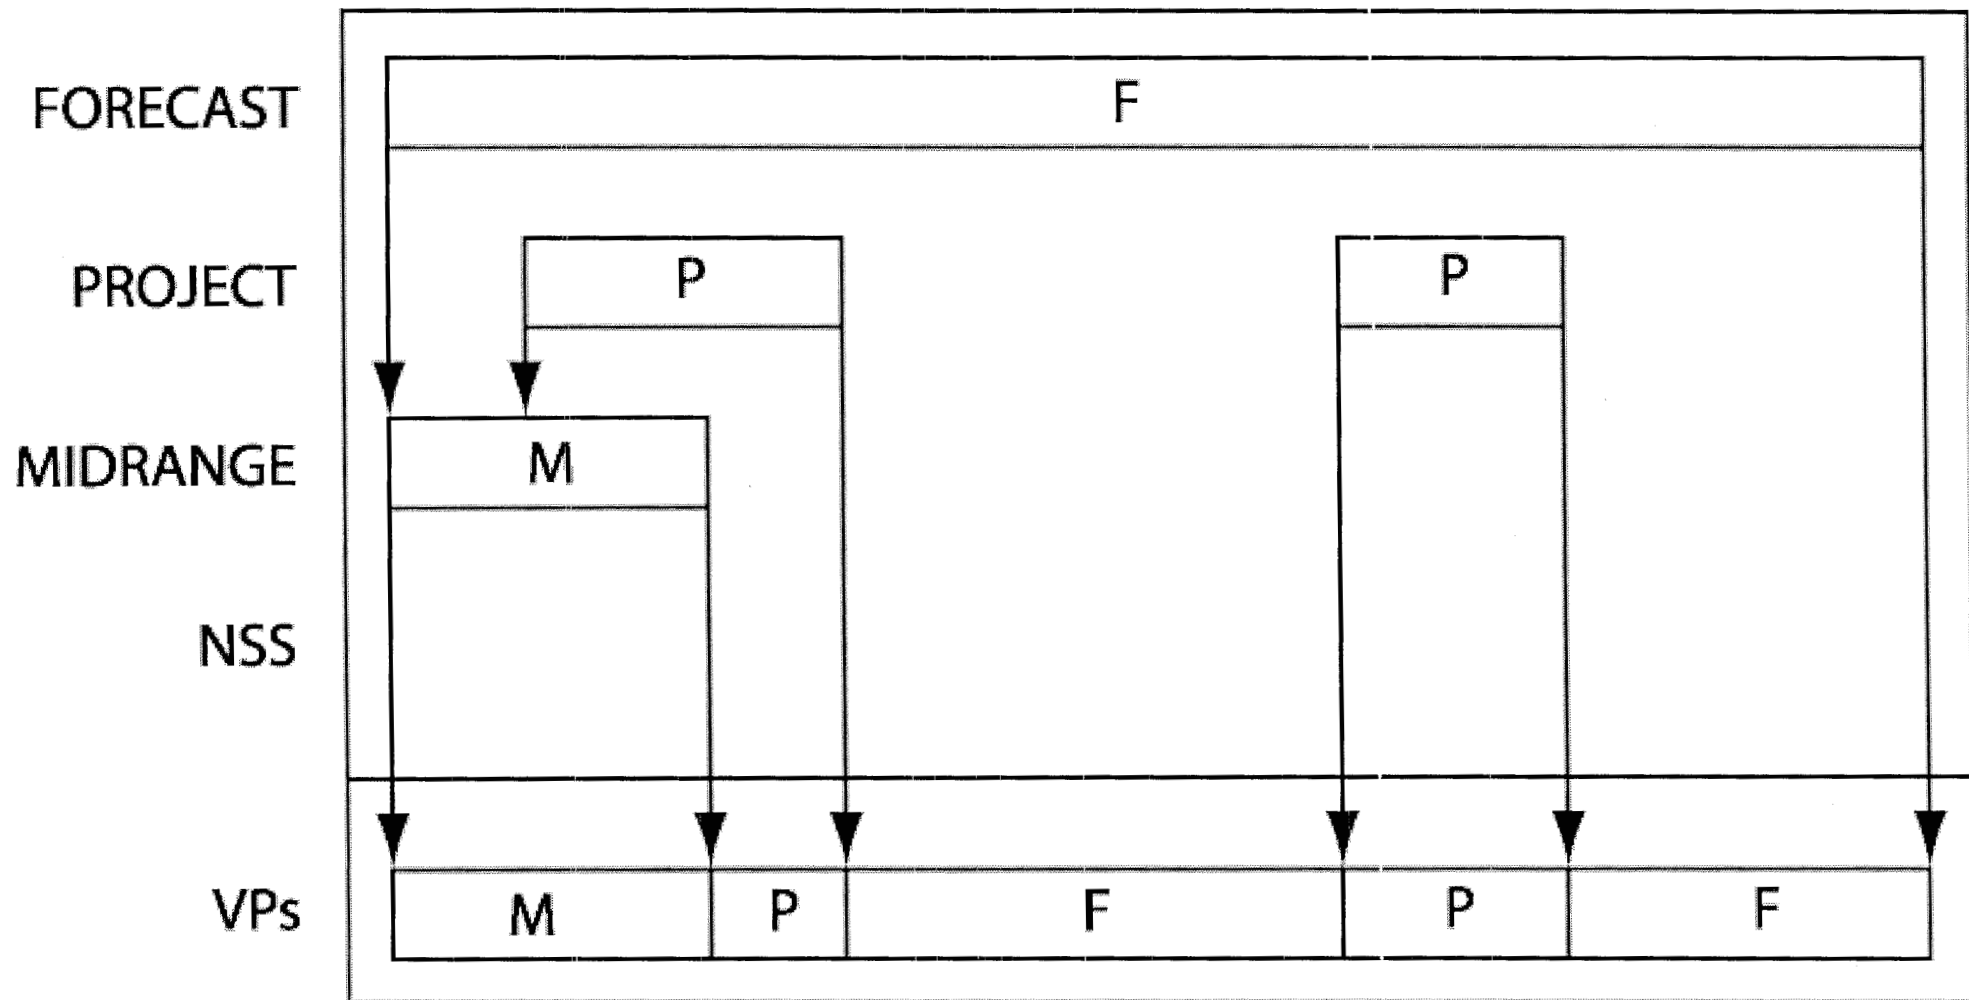 FORECAST F
PROJECT P P
MIDRANGE M
NSS
VPs M P F P F